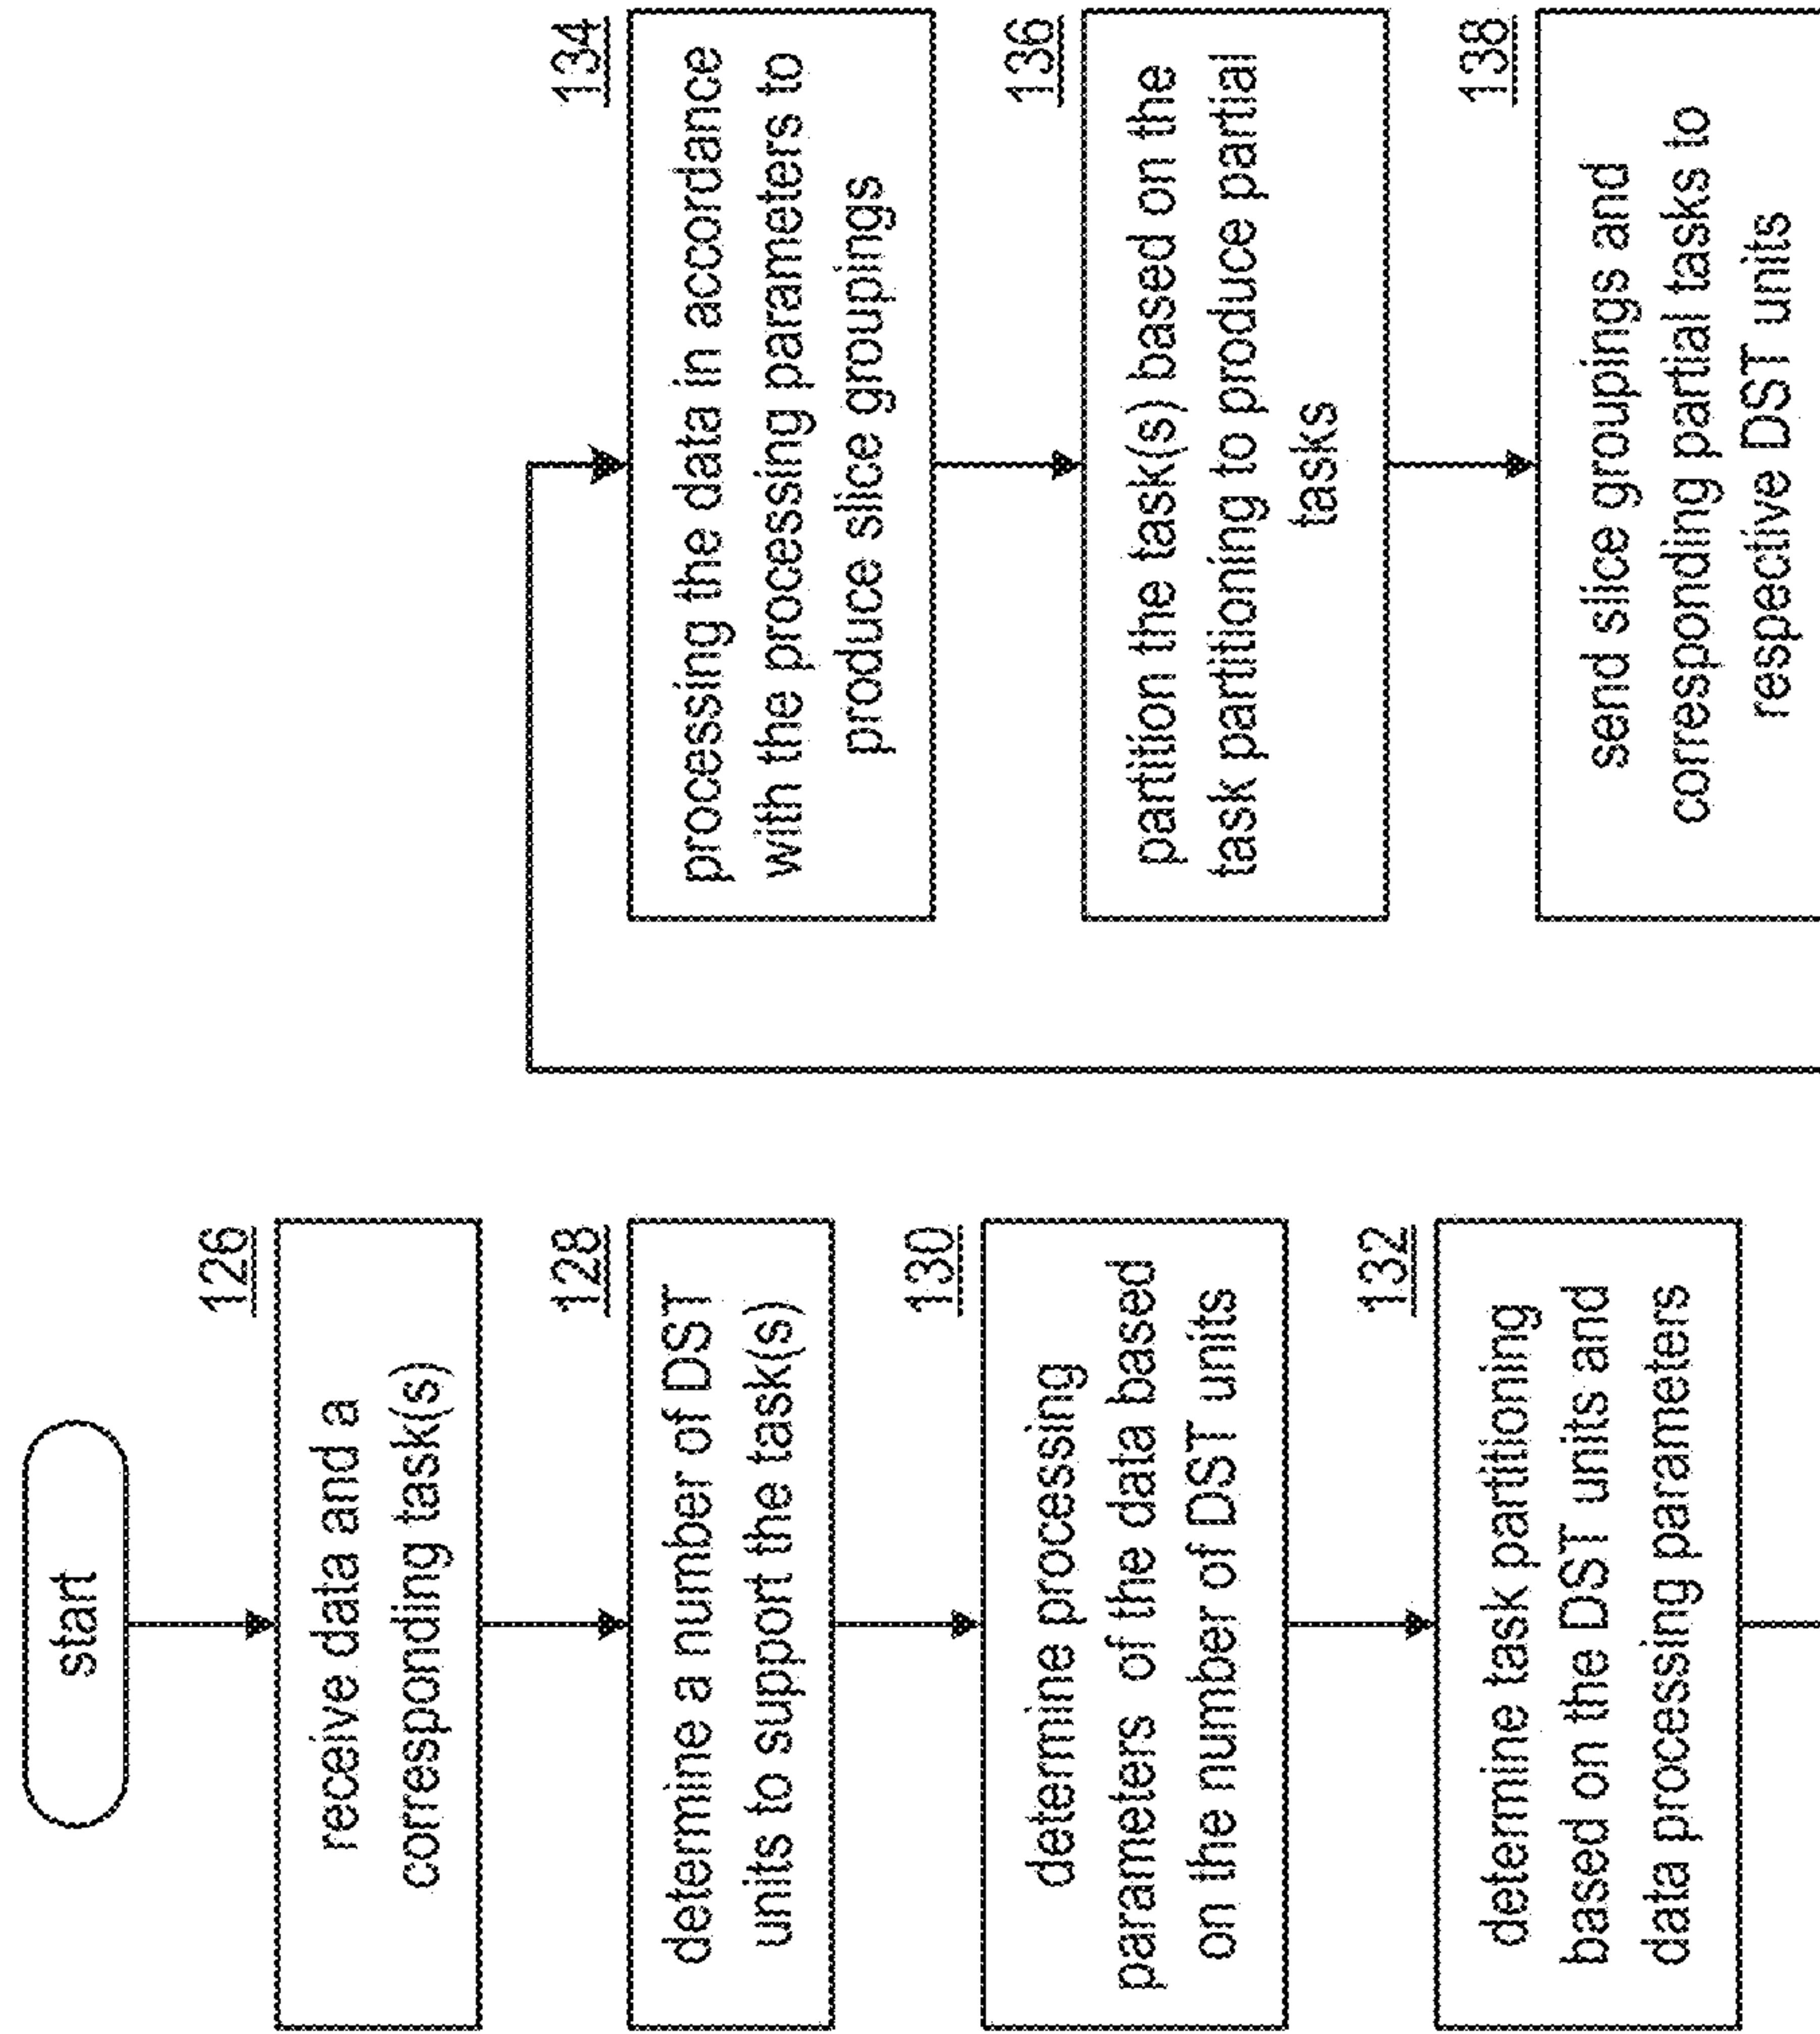 start
126
receive data and a
corresponding task(s)
128
determine a number of DST
units to support the task(s)
130
determine processing
parameters of the data based
on the number of DST units
132
determine task partitioning
based on the DST units and
data processing parameters
134
processing the data in accordance
with the processing parameters to
produce slice groupings
136
partition the task(s) based on the
task partitioning to produce partial
tasks
138
send slice groupings and
corresponding partial tasks to
respective DST units